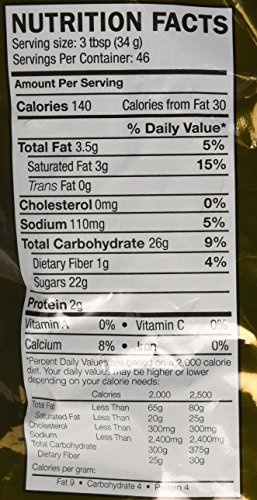 NUTRITION FACTS
Serving size: 3 tbsp (34 g)
Servings Per Container: 46
Amount Per Serving
Calories 140 Calories from Fat 30
% Daily Value*
Total Fat 3.5g 5%
Saturated Fat 3g 15%
Trans Fat 0g
Cholesterol 0mg 0%
Sodium 110mg 5%
Total Carbohydrate 26g 9%
Dietary Fiber 1g 4%
Sugars 22g
Protein 2g
Vitamin A 0% • Vitamin C 0%
Calcium 8% • Iron 0%
*Percent Daily Values are based on a 2,000 calorie
diet. Your daily values may be higher or lower
depending on your calorie needs:
Calories 2,000 2,500
Total Fat Less Than 65g 80g
Saturated Fat Less Than 20g 25g
Cholesterol Less Than 300mg 300mg
Sodium Less Than 2,400mg 2,400mg
Total Carbohydrate 300g 375g
Dietary Fiber 25g 30g
Calories per gram:
Fat 9 • Carbohydrate 4 • Protein 4